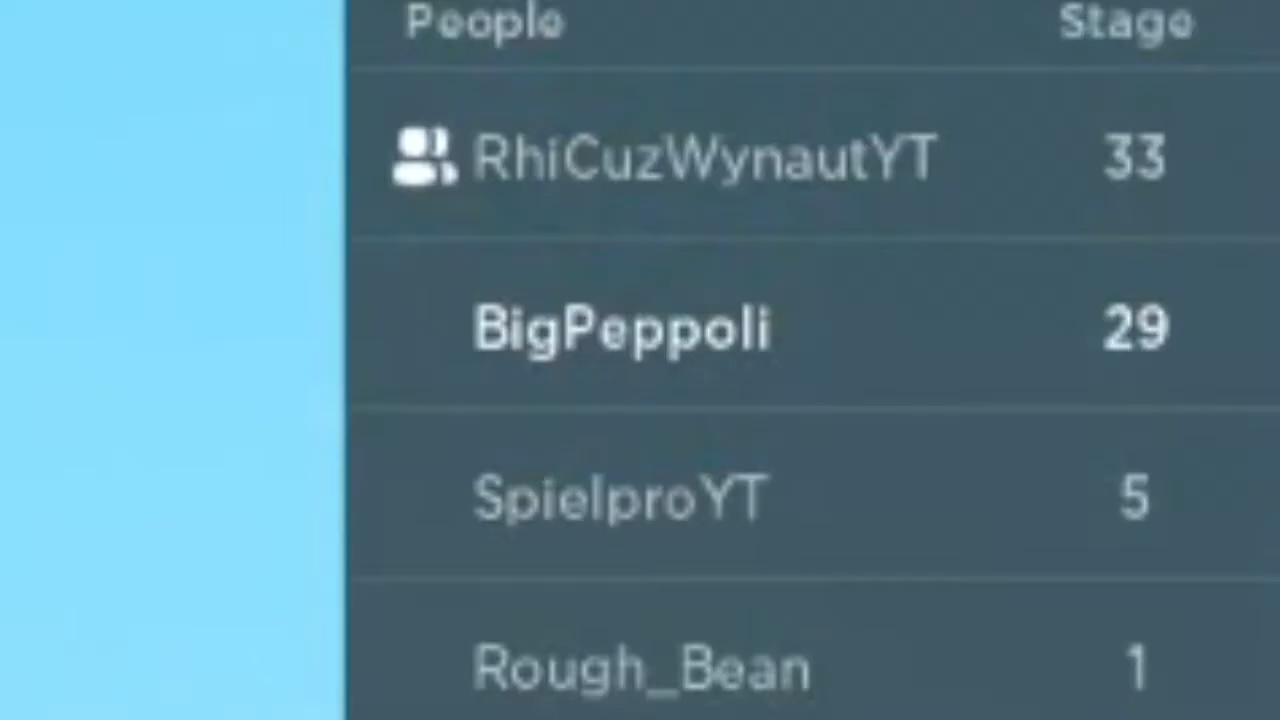 People Stage
RhiCuzWynautYT 33
BigPeppoli 29
SpielproYT 5
Rough_Bean 1